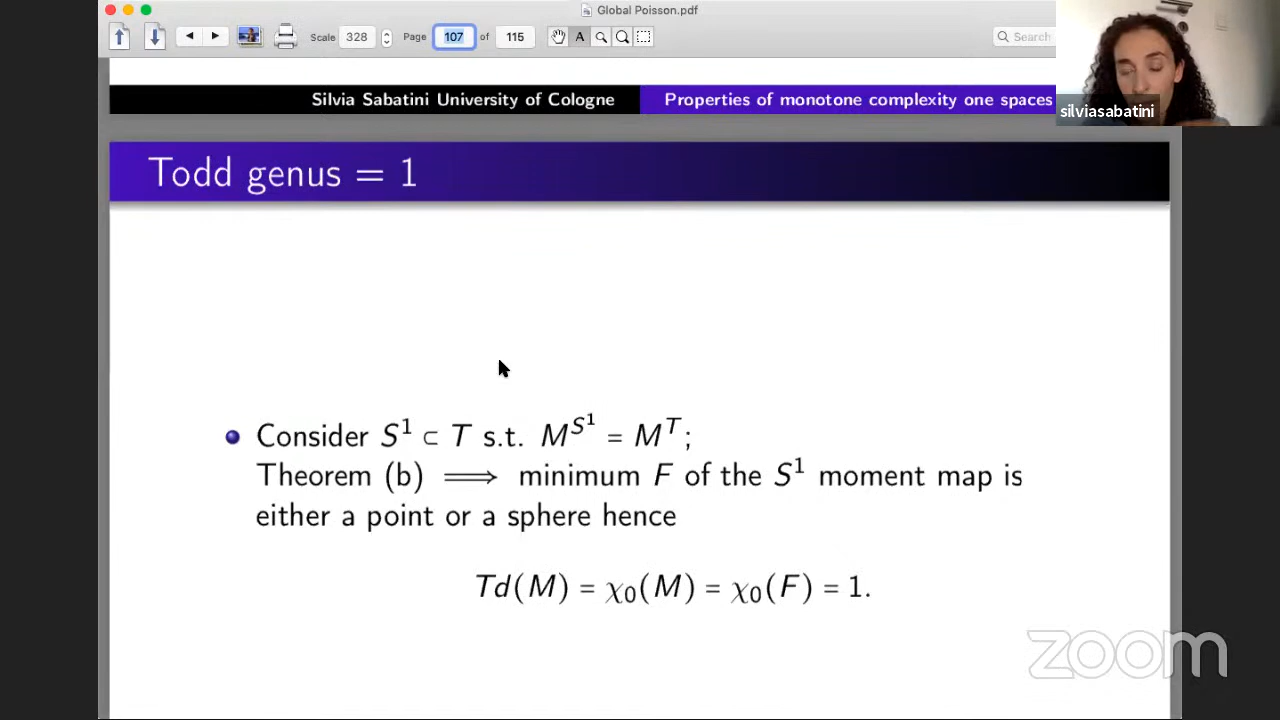 Global Poisson.pdf
Scale 328 Page 107 of 115 Search
Silvia Sabatini University of Cologne Properties of monotone complexity one spaces
silviasabatini
Todd genus = 1
Consider S¹ ⊂ T s.t. M^{S¹} = M^T;
Theorem (b) ⟹ minimum F of the S¹ moment map is
either a point or a sphere hence
Td(M) = χ₀(M) = χ₀(F) = 1.
zoom